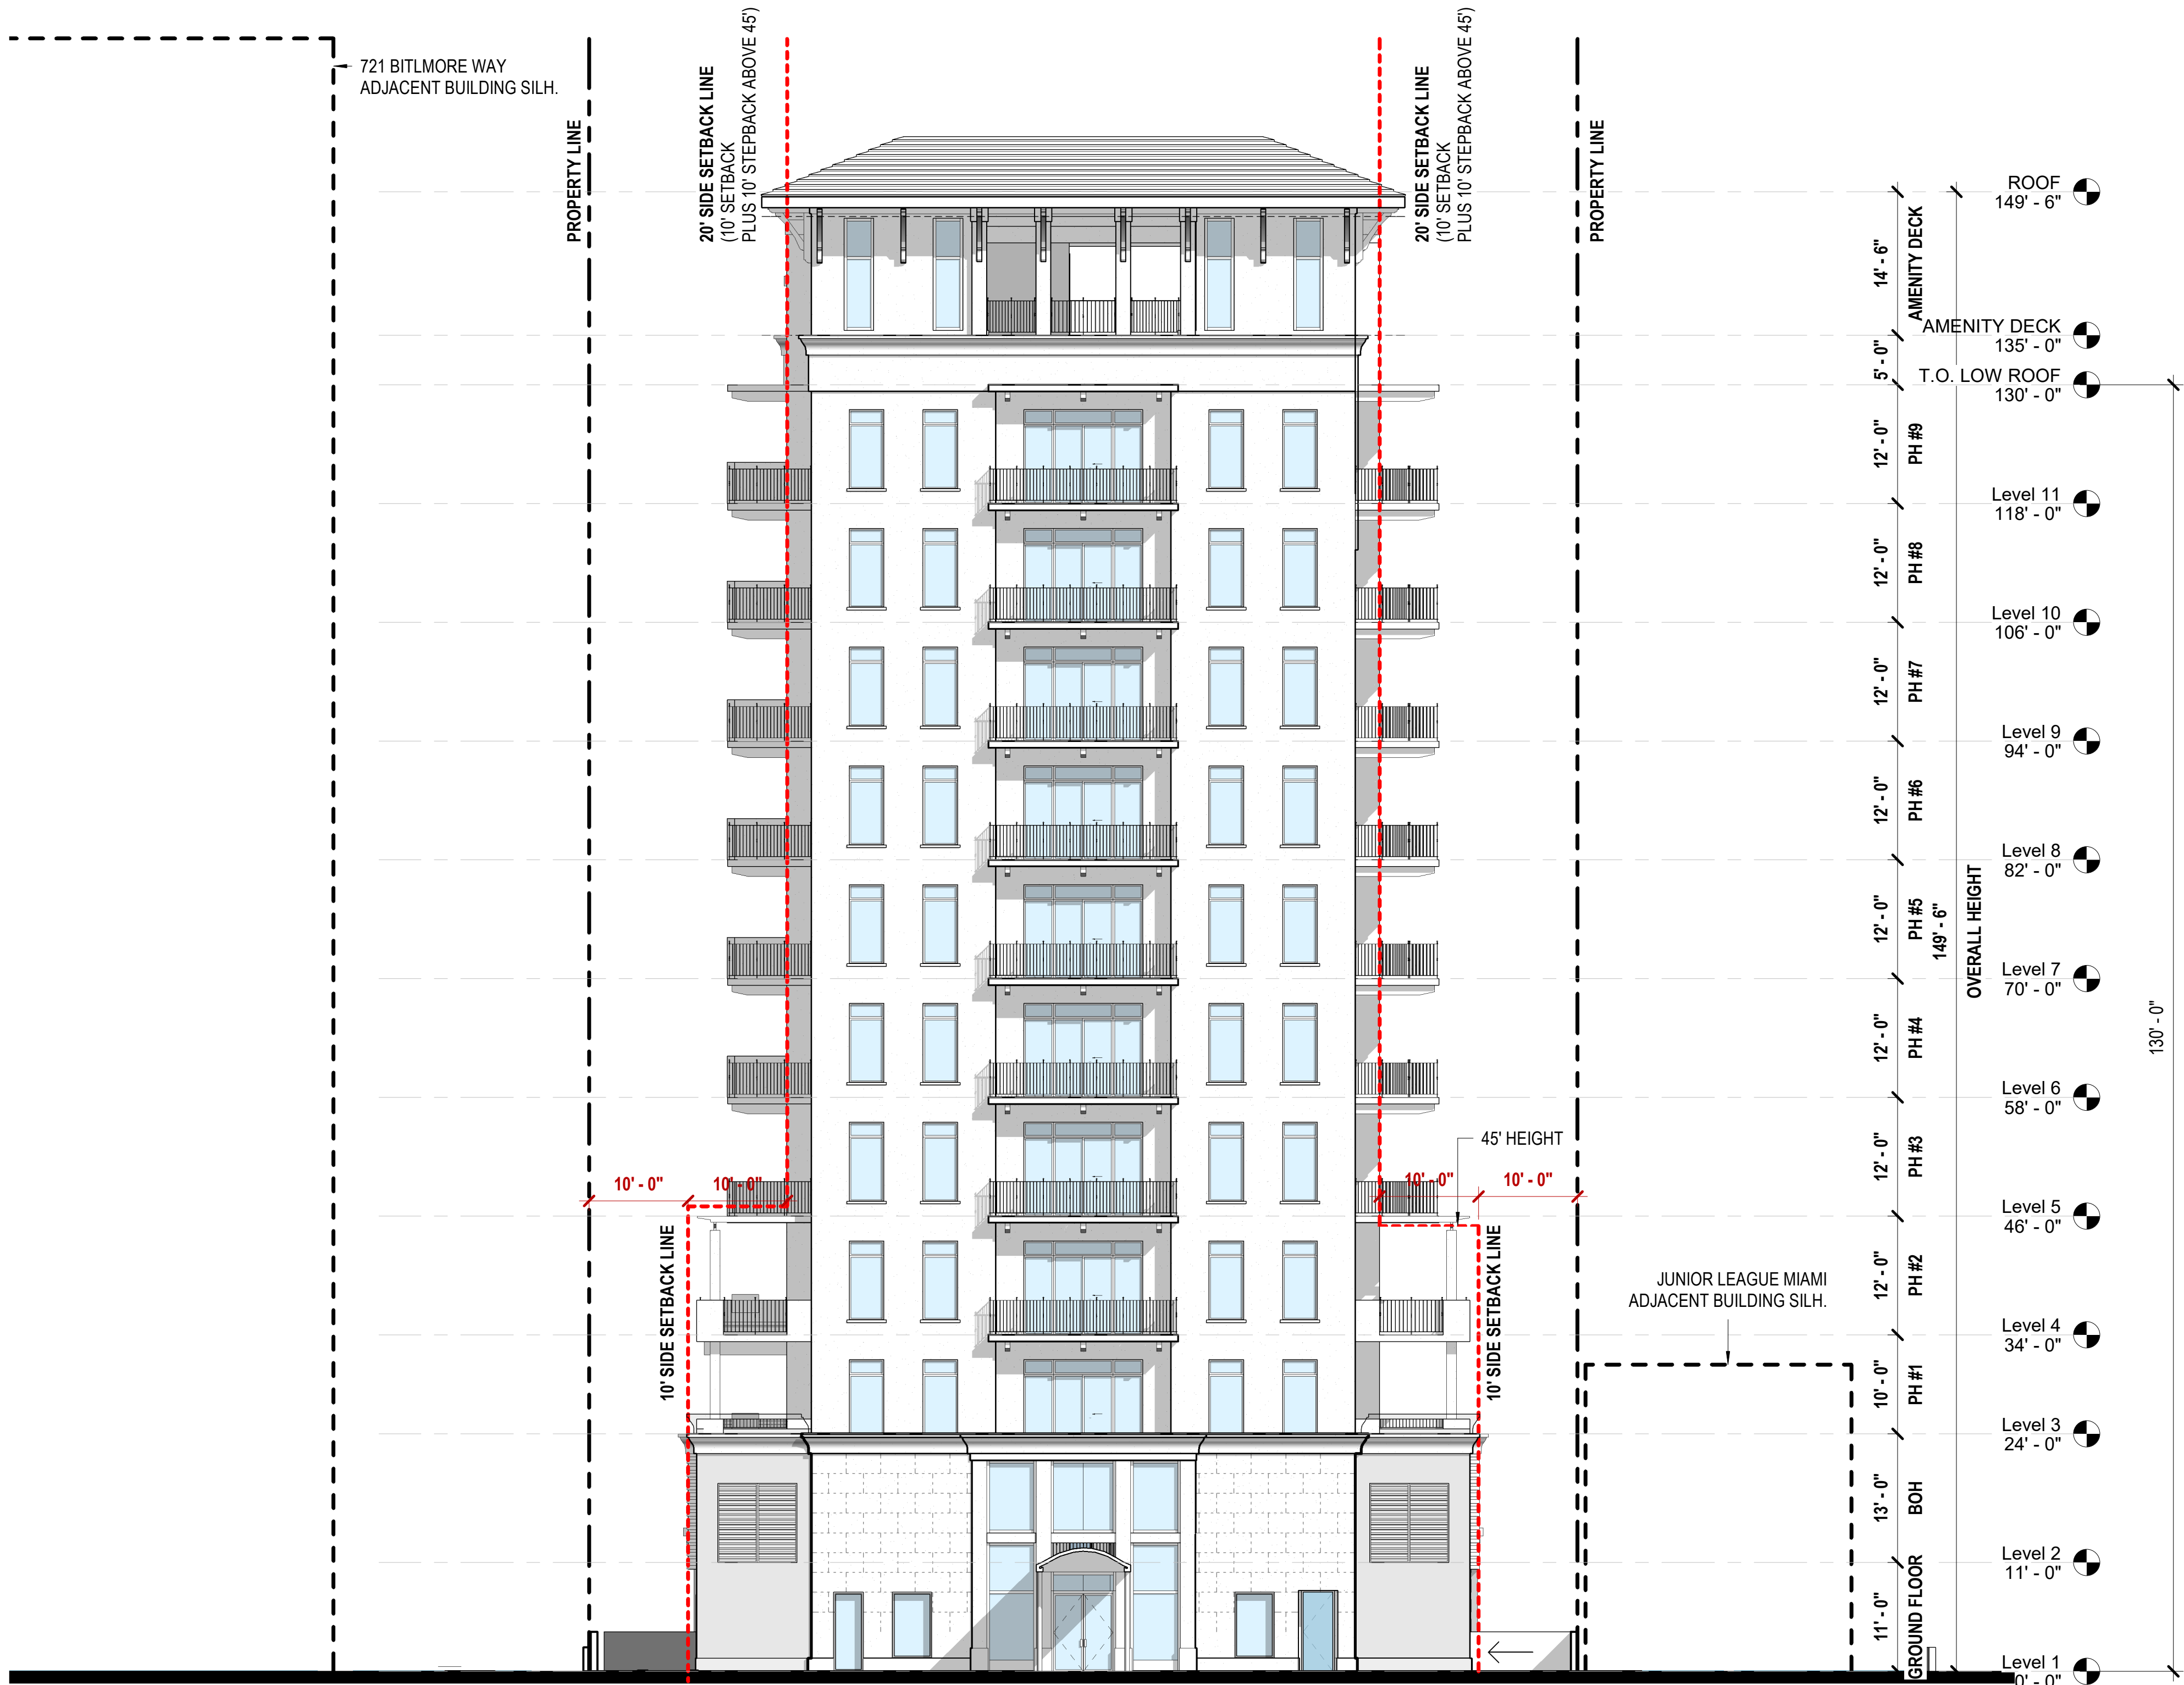 721 BITLMORE WAY
ADJACENT BUILDING SILH.
PROPERTY LINE
20' SIDE SETBACK LINE
(10' SETBACK
PLUS 10' STEPBACK ABOVE 45')
20' SIDE SETBACK LINE
(10' SETBACK
PLUS 10' STEPBACK ABOVE 45')
PROPERTY LINE
ROOF
149' - 6"
14' - 6"
AMENITY DECK
AMENITY DECK
135' - 0"
5' - 0"
T.O. LOW ROOF
130' - 0"
12' - 0"
PH #9
Level 11
118' - 0"
12' - 0"
PH #8
Level 10
106' - 0"
12' - 0"
PH #7
Level 9
94' - 0"
12' - 0"
PH #6
Level 8
82' - 0"
12' - 0"
PH #5
149' - 6"
OVERALL HEIGHT
Level 7
70' - 0"
12' - 0"
PH #4
130' - 0"
Level 6
58' - 0"
45' HEIGHT
12' - 0"
PH #3
10' - 0"
10' - 0"
10' - 0"
10' - 0"
Level 5
46' - 0"
10' SIDE SETBACK LINE
10' SIDE SETBACK LINE
12' - 0"
PH #2
JUNIOR LEAGUE MIAMI
ADJACENT BUILDING SILH.
Level 4
34' - 0"
10' - 0"
PH #1
Level 3
24' - 0"
13' - 0"
BOH
Level 2
11' - 0"
11' - 0"
GROUND FLOOR
Level 1
0' - 0"